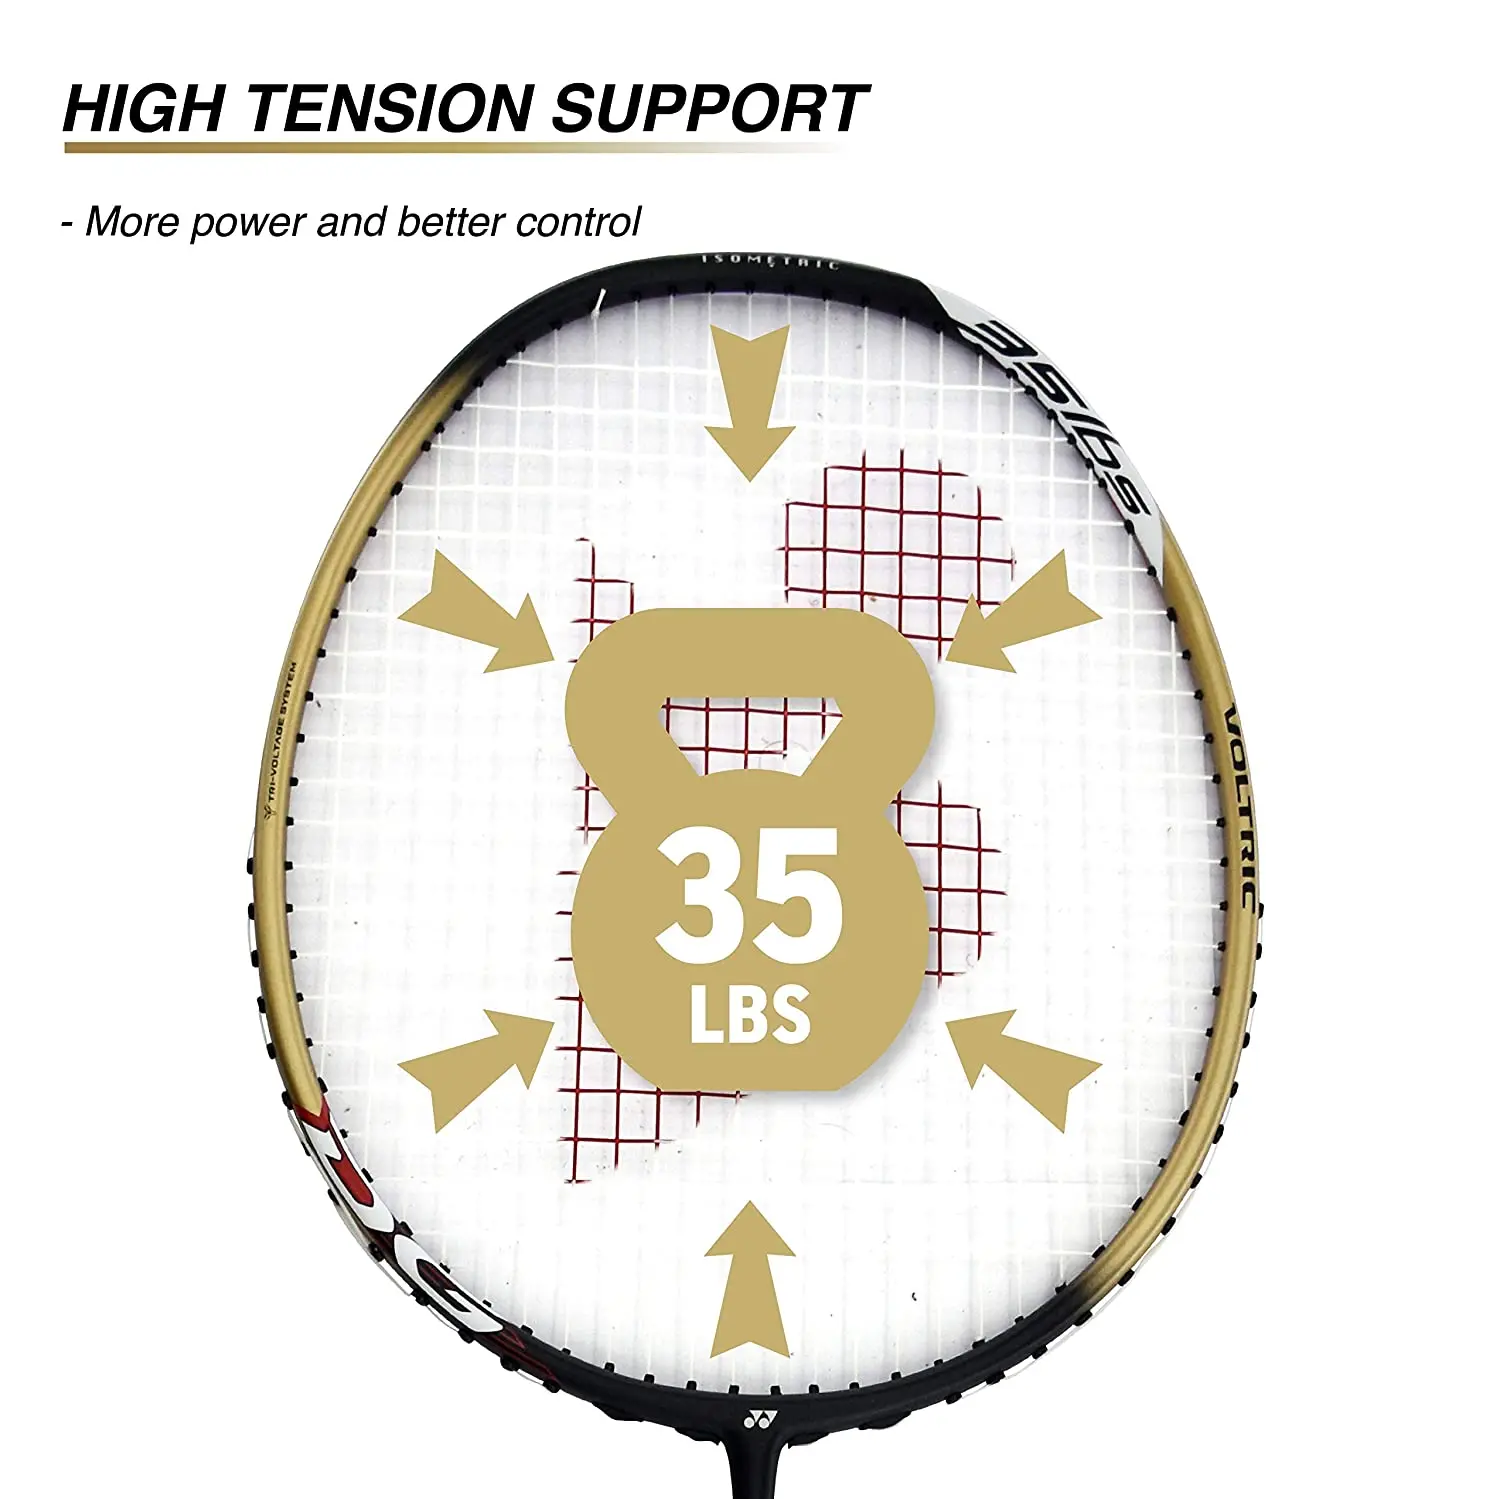 HIGH TENSION SUPPORT
- More power and better control
ISOMETRIC
35lbs
TRI-VOLTAGE SYSTEM
VOLTRIC
35
LBS